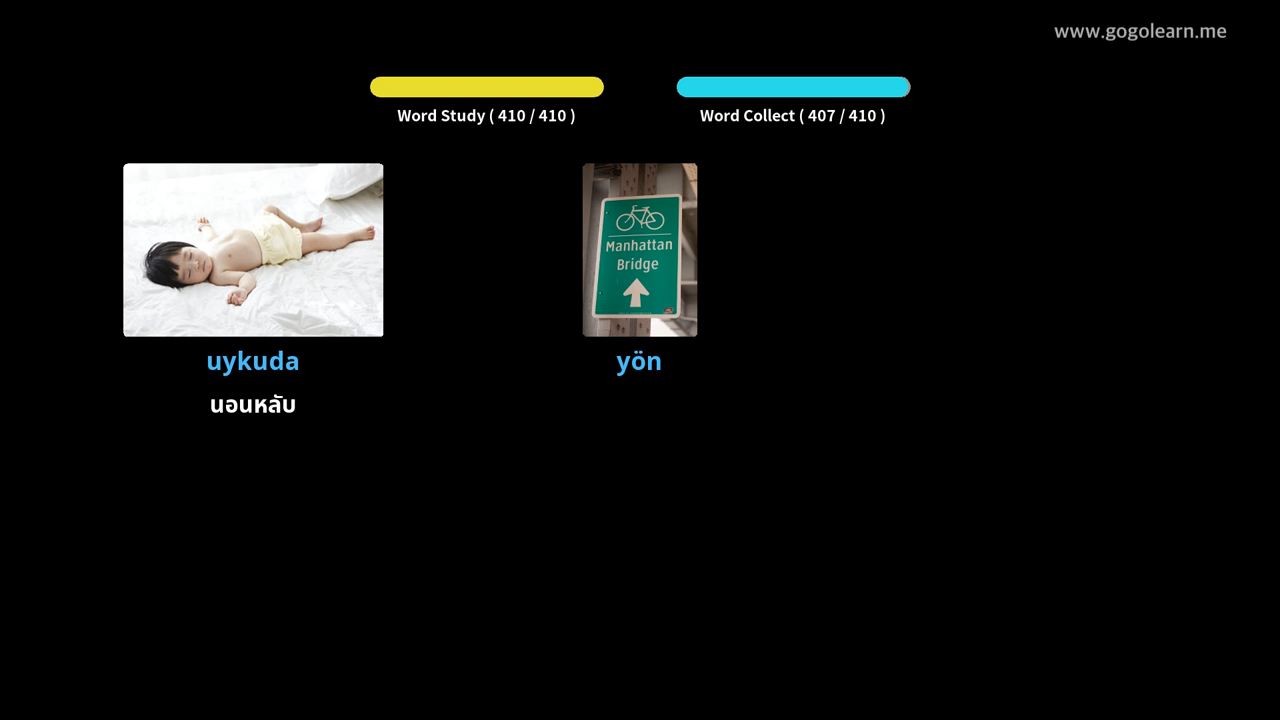 www.gogolearn.me
Word Study ( 410 / 410 )
Word Collect ( 407 / 410 )
Manhattan
Bridge
uykuda
yön
นอนหลับ